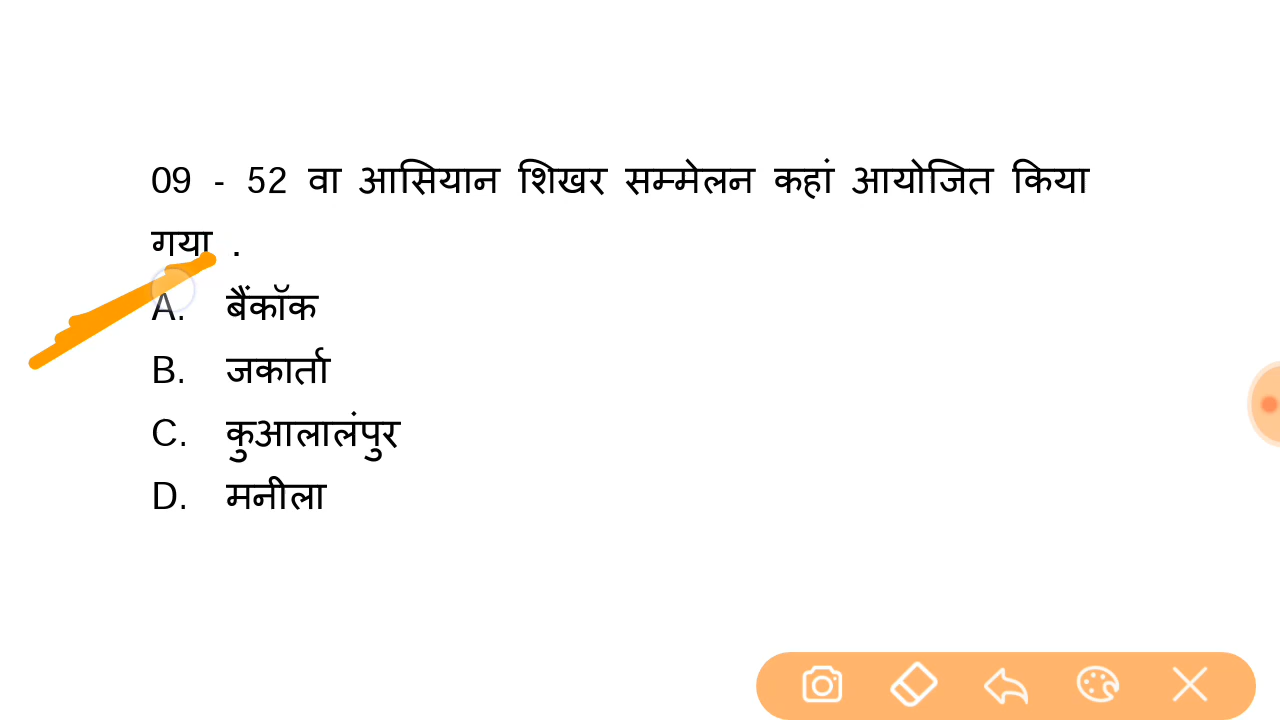 09 - 52 वा आसियान शिखर सम्मेलन कहां आयोजित किया
गया .
A. बैंकॉक
B. जकार्ता
C. कुआलालंपुर
D. मनीला